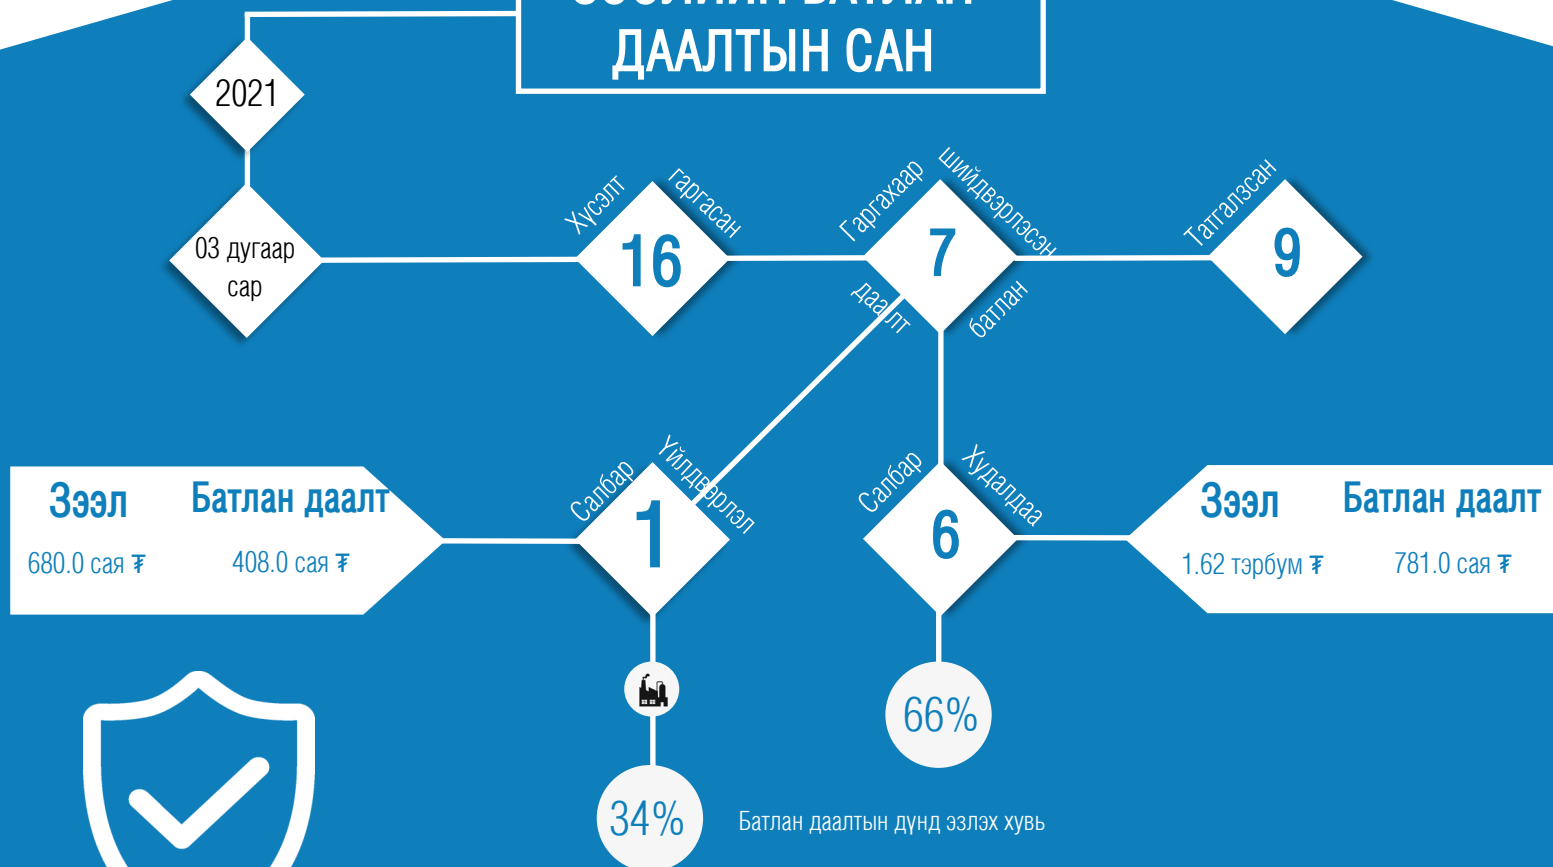 ЗЭЭЛИЙН БАТЛАН
ДААЛТЫН САН
2021
03 дугаар
сар
Хүсэлт гаргасан
16
Гаргахаар шийдвэрлэсэн
7
батлан
даалт
Татгалзсан
9
Салбар Үйлдвэрлэл
1
Салбар Худалдаа
6
Зээл Батлан даалт
680.0 сая ₮ 408.0 сая ₮
Зээл Батлан даалт
1.62 тэрбум ₮ 781.0 сая ₮
66%
34%
Батлан даалтын дүнд эзлэх хувь